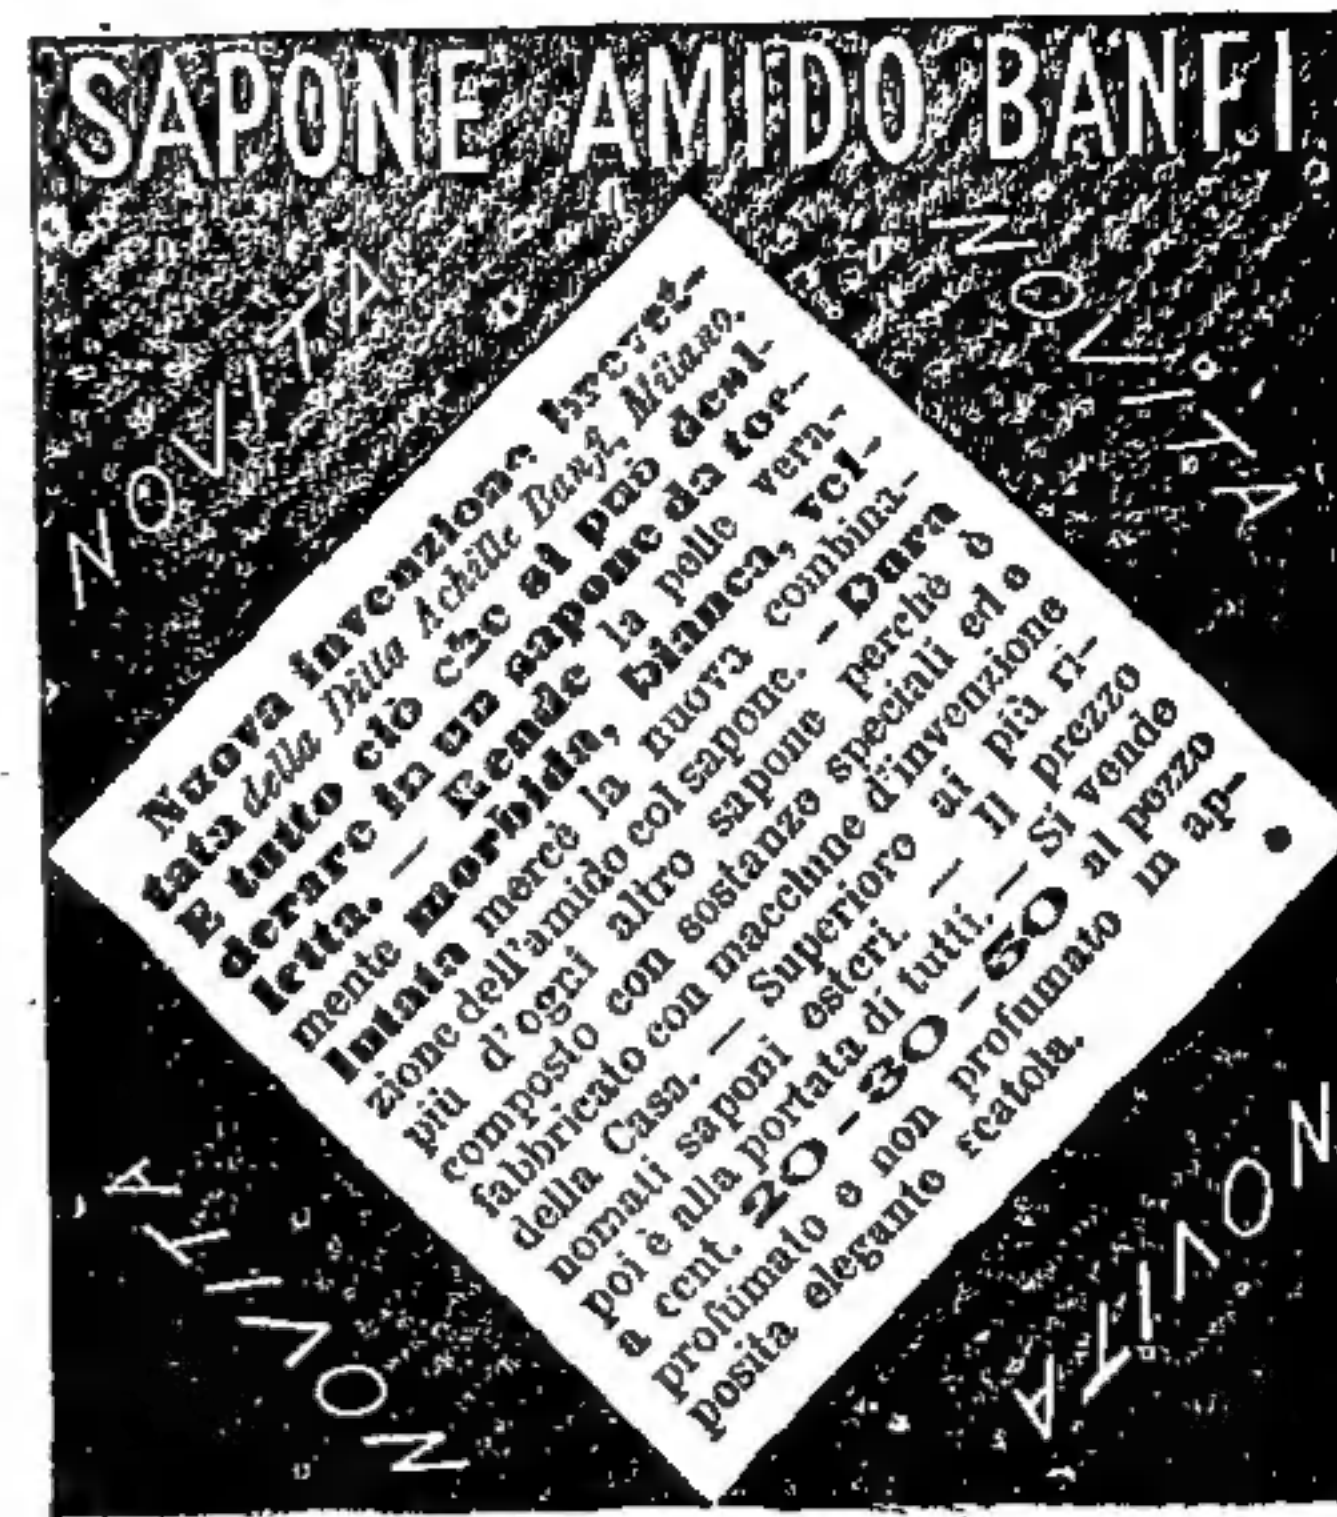 SAPONE AMIDO BANFI
NOVITA
NOVITA
Nuova invenzione brevet-
tata della Ditta Achille Banfi, Milano.
E tutto ciò che si può desi-
derare in un sapone da toe-
letta. — Rende la pelle vera-
mente morbida, bianca, vel-
lutata mercè la nuova combina-
zione dell'amido col sapone. — Dura
più d'ogni altro sapone perchè è
composto con sostanze speciali ed è
fabbricato con macchine d'invenzione
della Casa. — Superiore ai più ri-
nomati saponi esteri. — Il prezzo
poi è alla portata di tutti. — Si vende
a cent. 20-30-50 al pezzo
profumato e non profumato in ap-
posita elegante scatola.
NOVITA
NOVITA